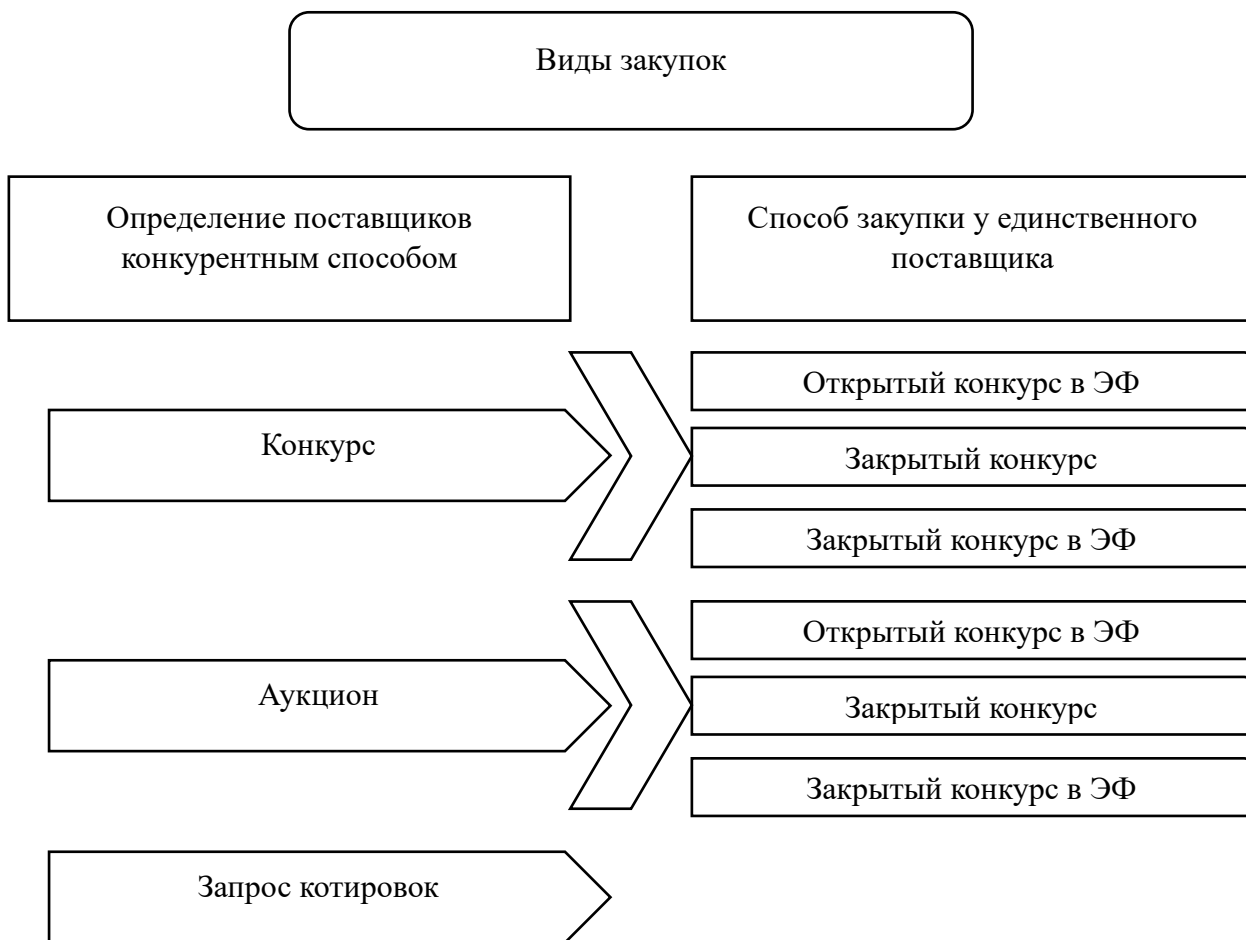 Виды закупок
Определение поставщиков
конкурентным способом
Способ закупки у единственного
поставщика
Конкурс
Открытый конкурс в ЭФ
Закрытый конкурс
Закрытый конкурс в ЭФ
Аукцион
Открытый конкурс в ЭФ
Закрытый конкурс
Закрытый конкурс в ЭФ
Запрос котировок